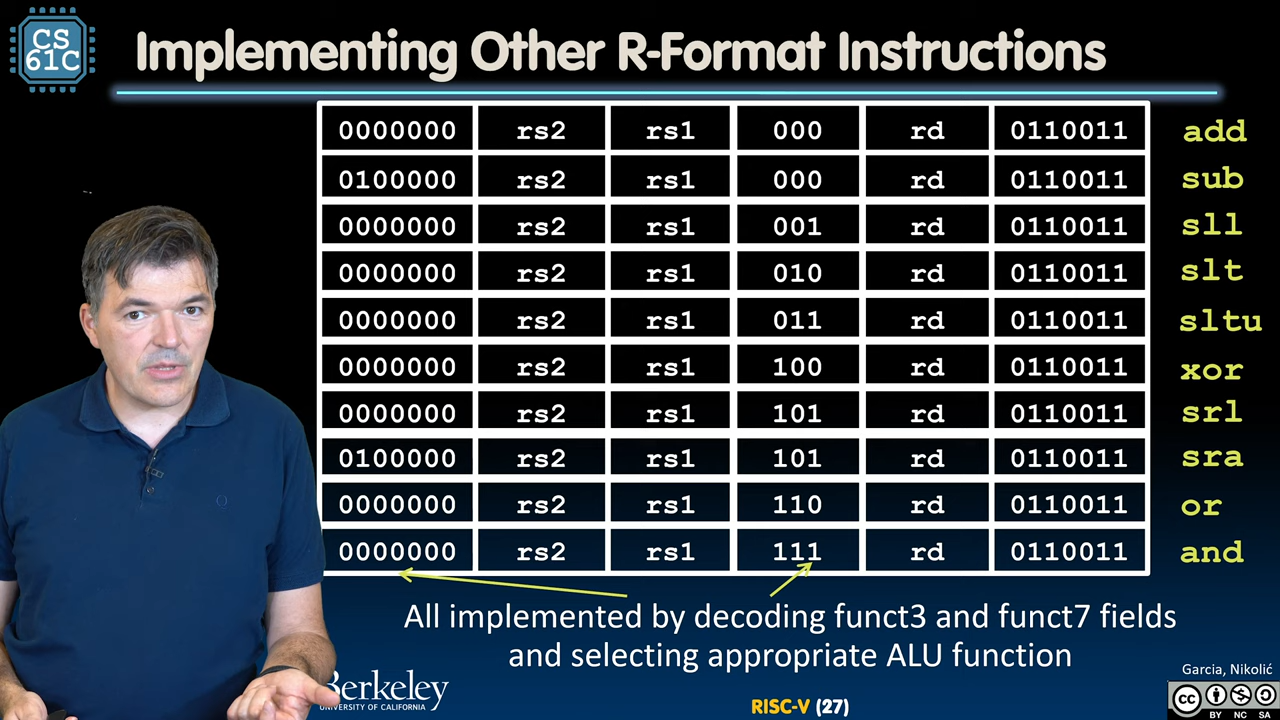 CS
61C
Implementing Other R-Format Instructions
0000000 rs2 rs1 000 rd 0110011 add
0100000 rs2 rs1 000 rd 0110011 sub
0000000 rs2 rs1 001 rd 0110011 sll
0000000 rs2 rs1 010 rd 0110011 slt
0000000 rs2 rs1 011 rd 0110011 sltu
0000000 rs2 rs1 100 rd 0110011 xor
0000000 rs2 rs1 101 rd 0110011 srl
0100000 rs2 rs1 101 rd 0110011 sra
0000000 rs2 rs1 110 rd 0110011 or
0000000 rs2 rs1 111 rd 0110011 and
All implemented by decoding funct3 and funct7 fields
and selecting appropriate ALU function
Berkeley
UNIVERSITY OF CALIFORNIA
RISC-V (27)
Garcia, Nikolić
cc
BY NC SA